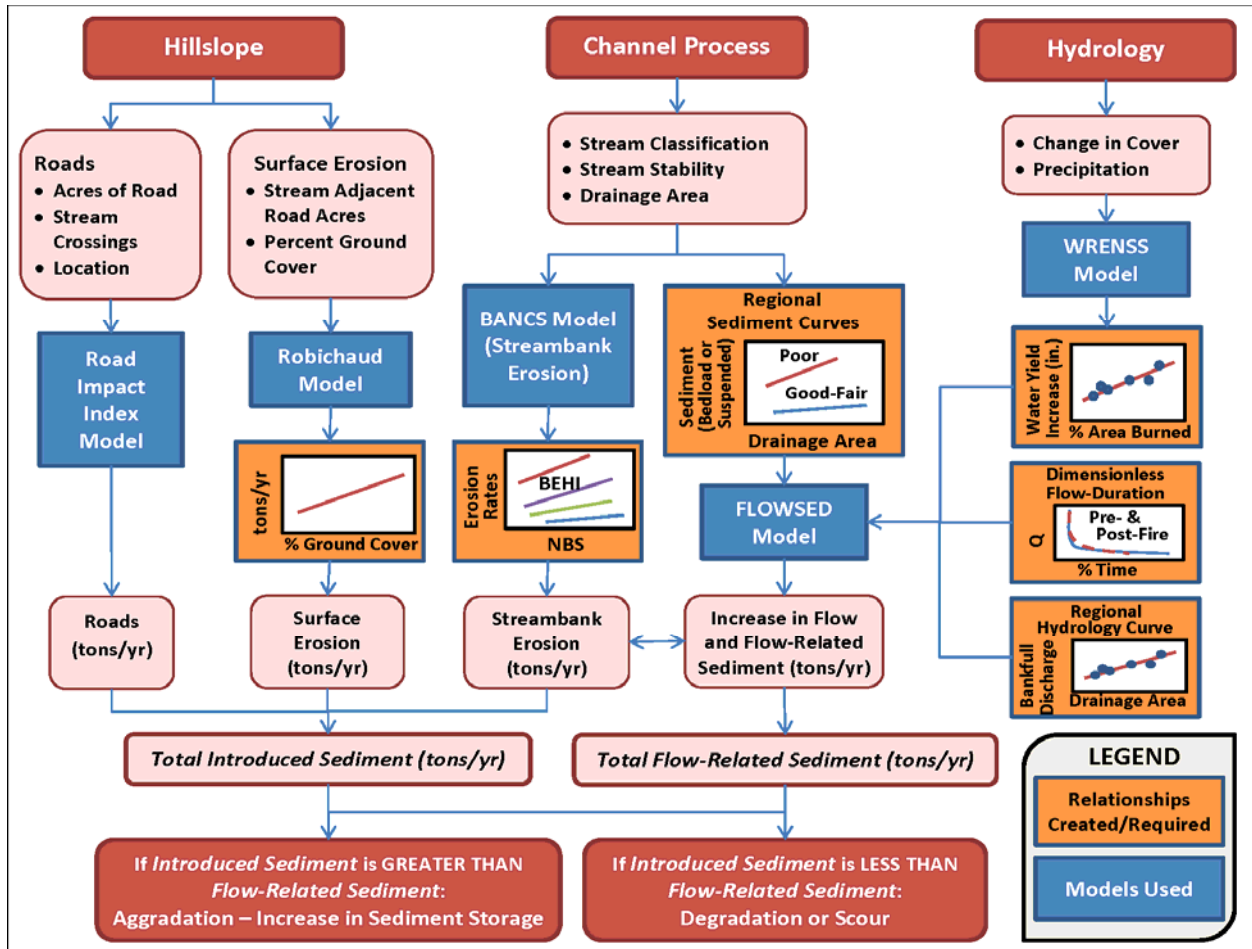 Hillslope
Channel Process
Hydrology
Roads
• Acres of Road
• Stream
Crossings
• Location
Surface Erosion
• Stream Adjacent
Road Acres
• Percent Ground
Cover
• Stream Classification
• Stream Stability
• Drainage Area
• Change in Cover
• Precipitation
Road
Impact
Index
Model
Robichaud
Model
BANCS Model
(Streambank
Erosion)
Regional
Sediment Curves
Sediment
(Bedload or
Suspended)
Poor
Good-Fair
Drainage Area
WRENSS
Model
Water Yield
Increase (in.)
% Area Burned
tons/yr
% Ground Cover
Erosion
Rates
BEHI
NBS
FLOWSED
Model
Dimensionless
Flow-Duration
Q
Pre- &
Post-Fire
% Time
Regional
Hydrology Curve
Bankfull
Discharge
Drainage Area
Roads
(tons/yr)
Surface
Erosion
(tons/yr)
Streambank
Erosion
(tons/yr)
Increase in Flow
and Flow-Related
Sediment (tons/yr)
Total Introduced Sediment (tons/yr)
Total Flow-Related Sediment (tons/yr)
If Introduced Sediment is GREATER THAN
Flow-Related Sediment:
Aggradation – Increase in Sediment Storage
If Introduced Sediment is LESS THAN
Flow-Related Sediment:
Degradation or Scour
LEGEND
Relationships
Created/Required
Models Used